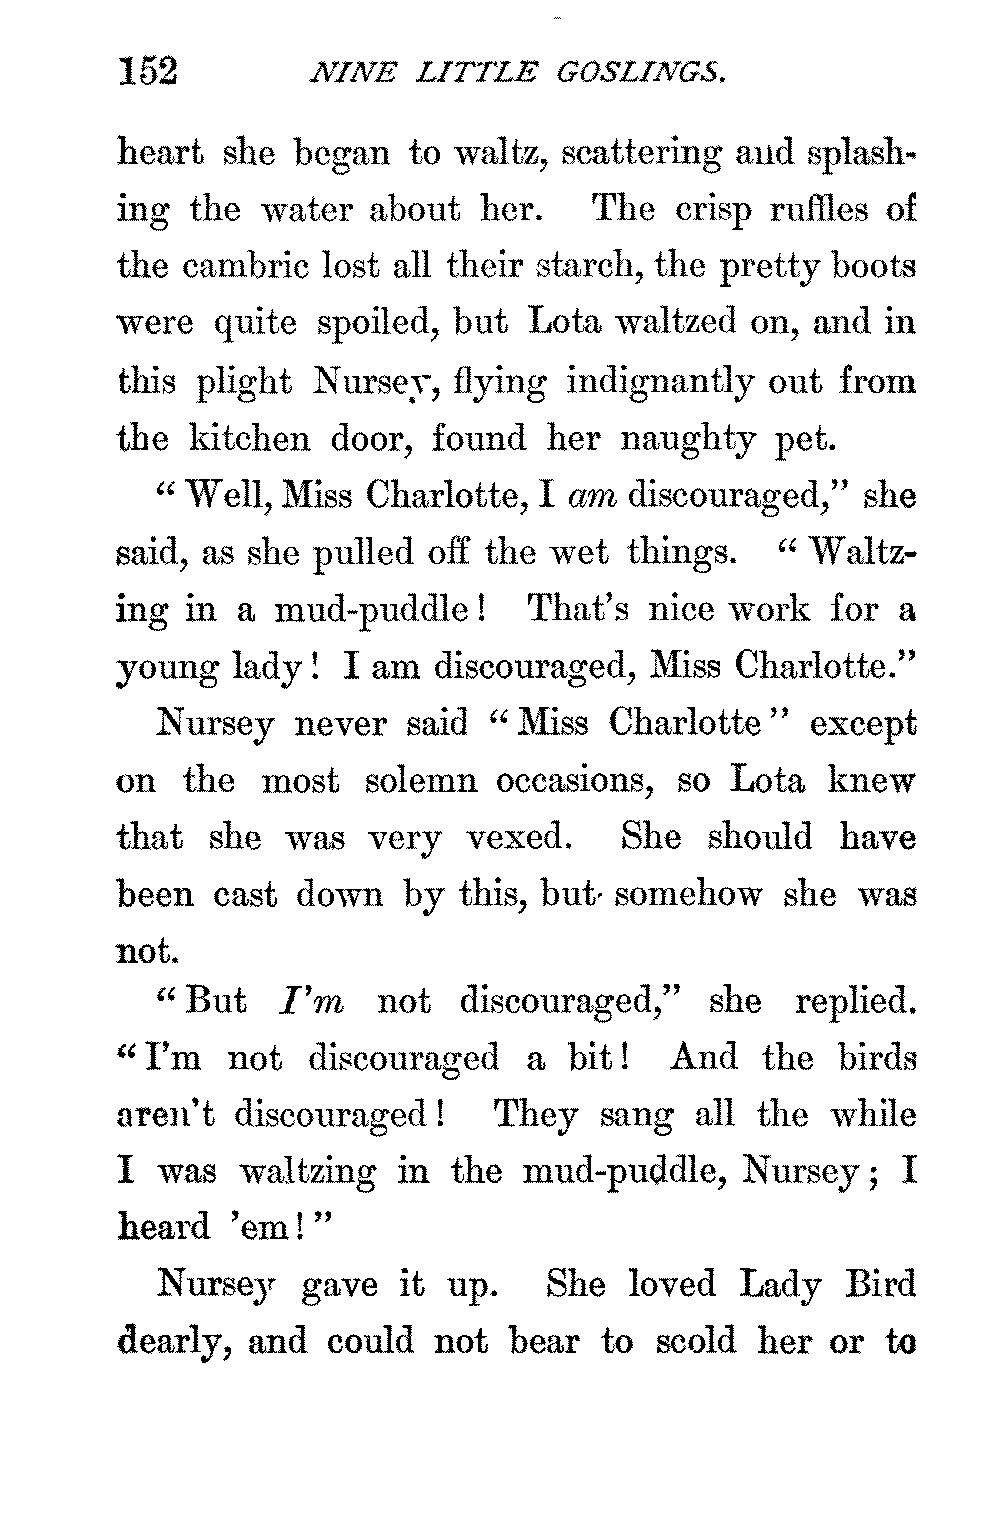 152 NINE LITTLE GOSLINGS.
heart she began to waltz, scattering and splash-
ing the water about her. The crisp ruffles of
the cambric lost all their starch, the pretty boots
were quite spoiled, but Lota waltzed on, and in
this plight Nursey, flying indignantly out from
the kitchen door, found her naughty pet.
“Well, Miss Charlotte, I am discouraged,” she
said, as she pulled off the wet things. “Waltz-
ing in a mud-puddle! That’s nice work for a
young lady! I am discouraged, Miss Charlotte.”
Nursey never said “Miss Charlotte” except
on the most solemn occasions, so Lota knew
that she was very vexed. She should have
been cast down by this, but somehow she was
not.
“But I’m not discouraged,” she replied.
“I’m not discouraged a bit! And the birds
aren’t discouraged! They sang all the while
I was waltzing in the mud-puddle, Nursey; I
heard ’em!”
Nursey gave it up. She loved Lady Bird
dearly, and could not bear to scold her or to